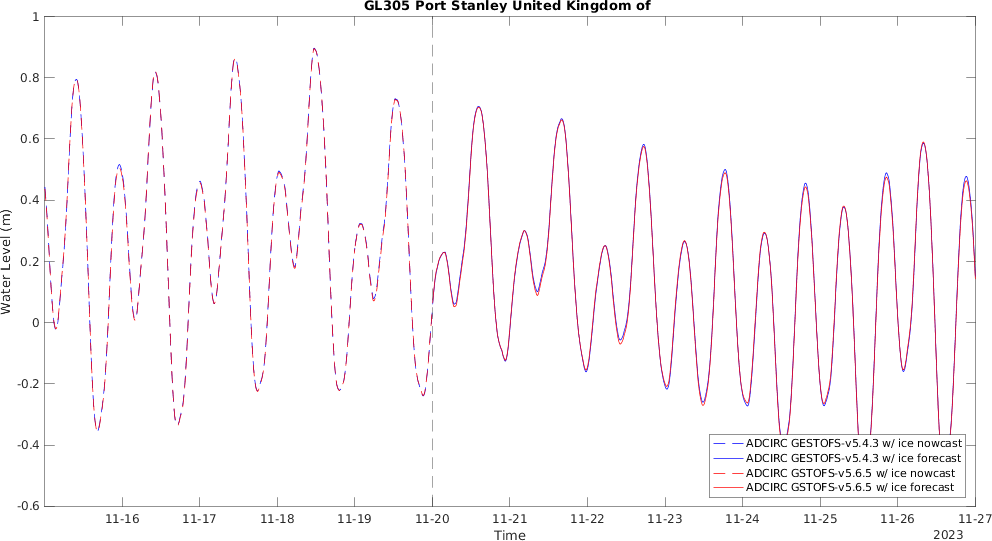 GL305 Port Stanley United Kingdom of
1
0.8
0.6
0.4
0.2
0
-0.2
-0.4
-0.6
Water Level (m)
ADCIRC GESTOFS-v5.4.3 w/ ice nowcast
ADCIRC GESTOFS-v5.4.3 w/ ice forecast
ADCIRC GSTOFS-v5.6.5 w/ ice nowcast
ADCIRC GSTOFS-v5.6.5 w/ ice forecast
11-16 11-17 11-18 11-19 11-20 11-21 11-22 11-23 11-24 11-25 11-26 11-27
Time
2023